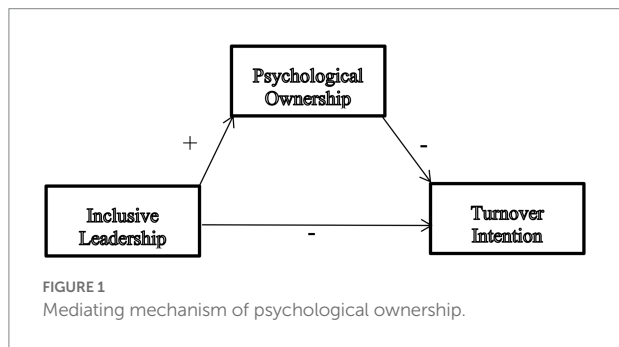 Psychological
Ownership
+
-
Inclusive
Leadership
-
Turnover
Intention
FIGURE 1
Mediating mechanism of psychological ownership.